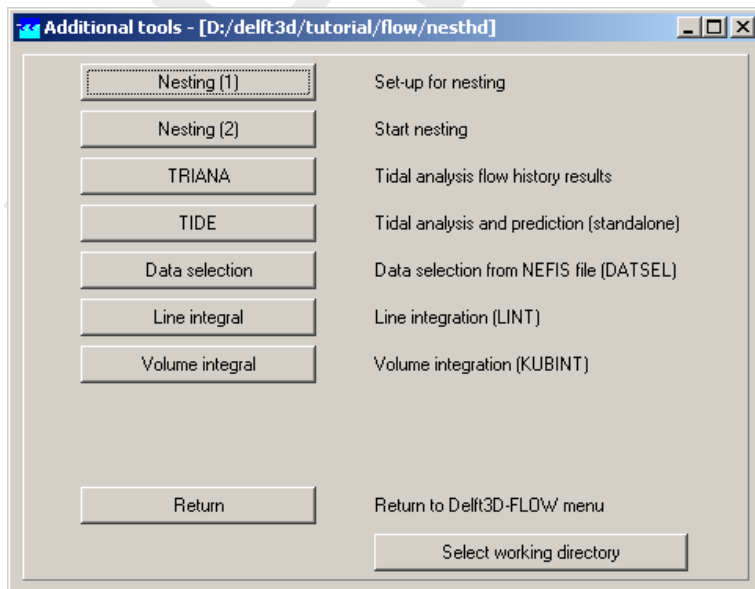 Additional tools - [D:/delft3d/tutorial/flow/nesthd]
Nesting (1) Set-up for nesting
Nesting (2) Start nesting
TRIANA Tidal analysis flow history results
TIDE Tidal analysis and prediction (standalone)
Data selection Data selection from NEFIS file (DATSEL)
Line integral Line integration (LINT)
Volume integral Volume integration (KUBINT)
Return Return to Delft3D-FLOW menu
Select working directory